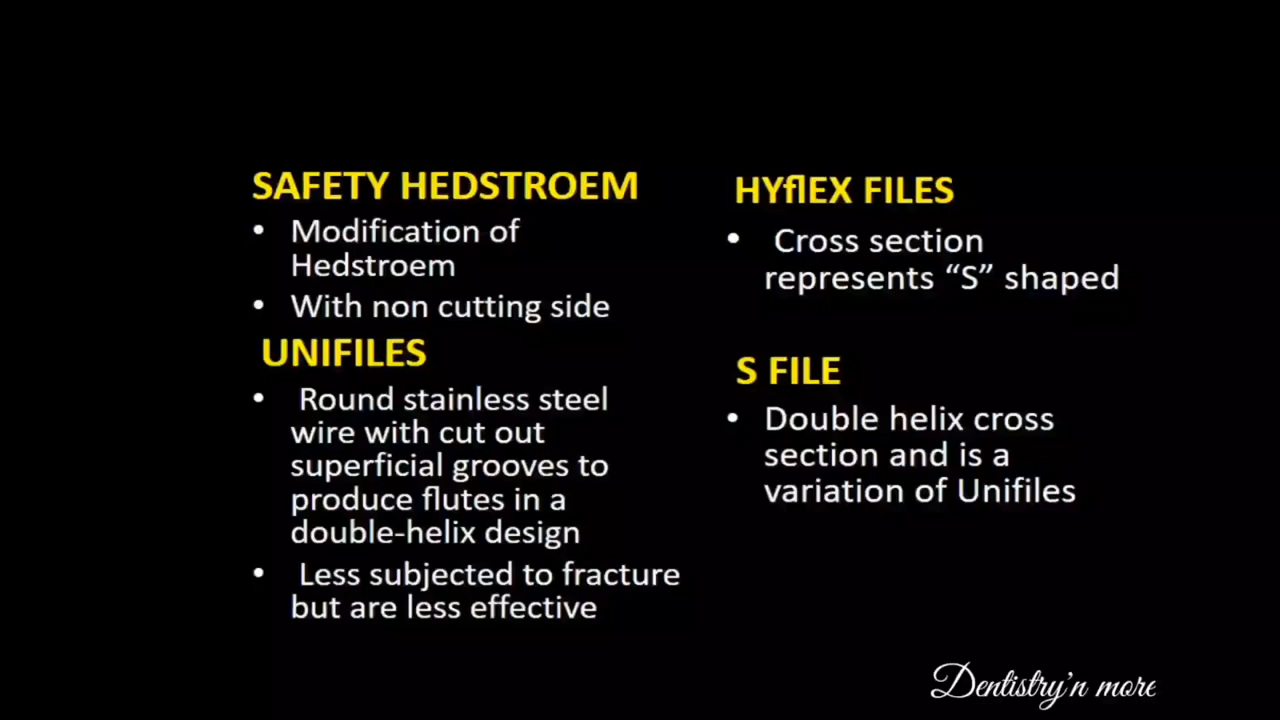 SAFETY HEDSTROEM
• Modification of
Hedstroem
• With non cutting side
UNIFILES
• Round stainless steel
wire with cut out
superficial grooves to
produce flutes in a
double-helix design
• Less subjected to fracture
but are less effective
HYflEX FILES
• Cross section
represents “S” shaped
S FILE
• Double helix cross
section and is a
variation of Unifiles
Dentistry'n more